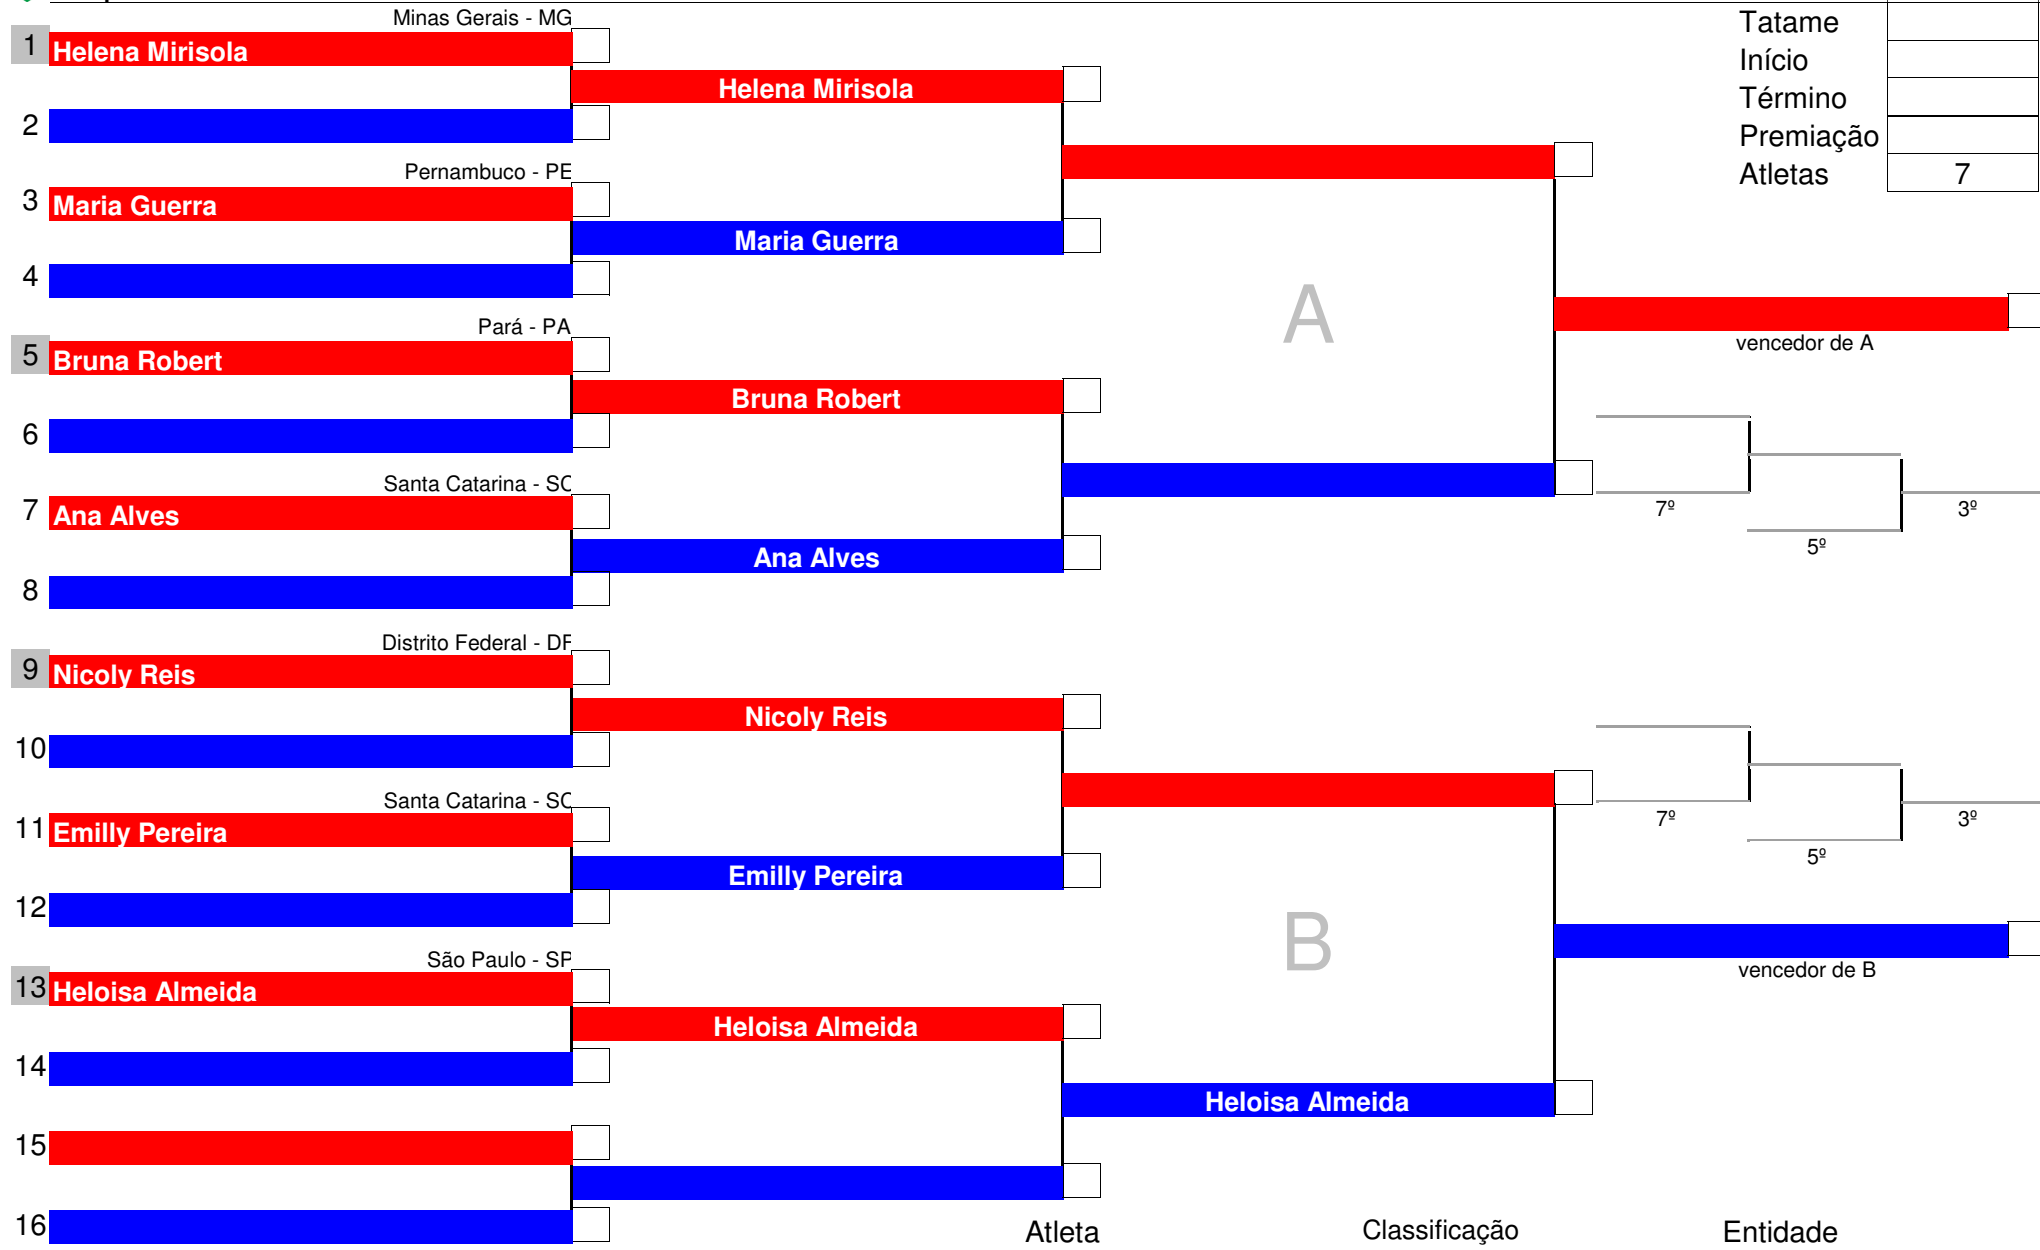 Minas Gerais - MG
1 Helena Mirisola
Helena Mirisola
2
Pernambuco - PE
3 Maria Guerra
Maria Guerra
4
Pará - PA
5 Bruna Robert
Bruna Robert
6
Santa Catarina - SC
7 Ana Alves
Ana Alves
8
Distrito Federal - DF
9 Nicoly Reis
Nicoly Reis
10
Santa Catarina - SC
11 Emilly Pereira
Emilly Pereira
12
São Paulo - SP
13 Heloisa Almeida
Heloisa Almeida
14
Heloisa Almeida
15
16
A
B
Tatame
Início
Término
Premiação
Atletas 7
vencedor de A
7º 3º
5º
7º 3º
5º
vencedor de B
Atleta Classificação Entidade